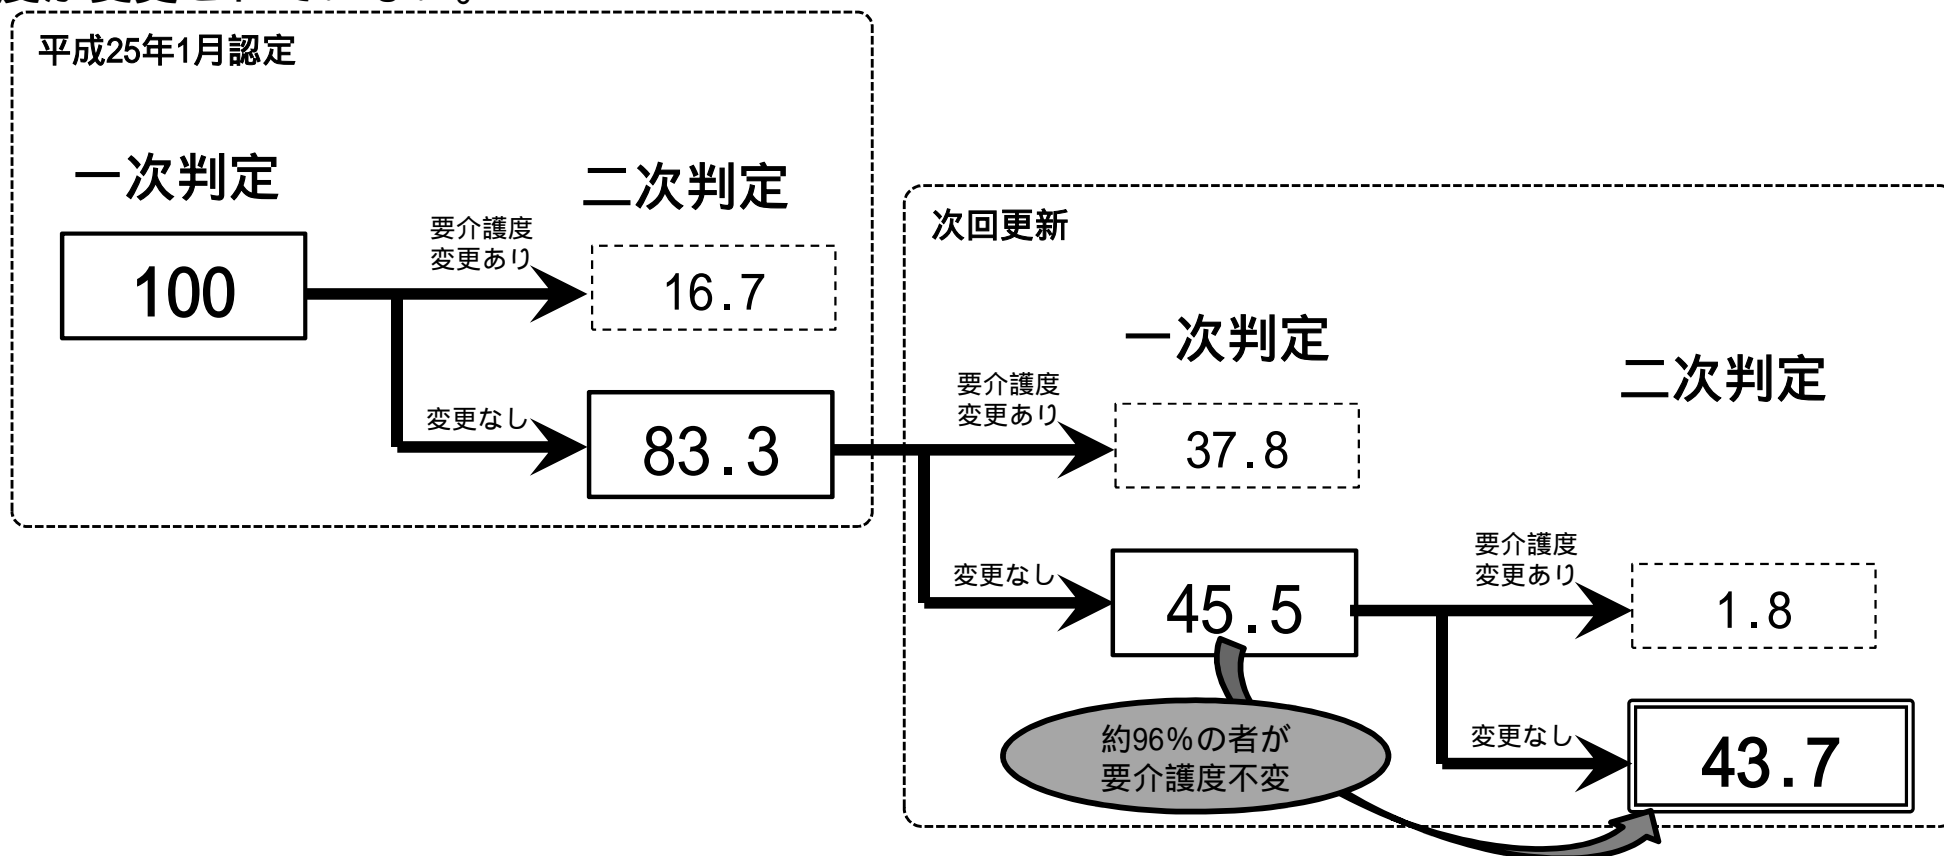 平成25年1月認定
一次判定
二次判定
要介護度
変更あり
100
16.7
変更なし
83.3
次回更新
一次判定
二次判定
要介護度
変更あり
37.8
変更なし
45.5
要介護度
変更あり
1.8
変更なし
43.7
約96%の者が
要介護度不変